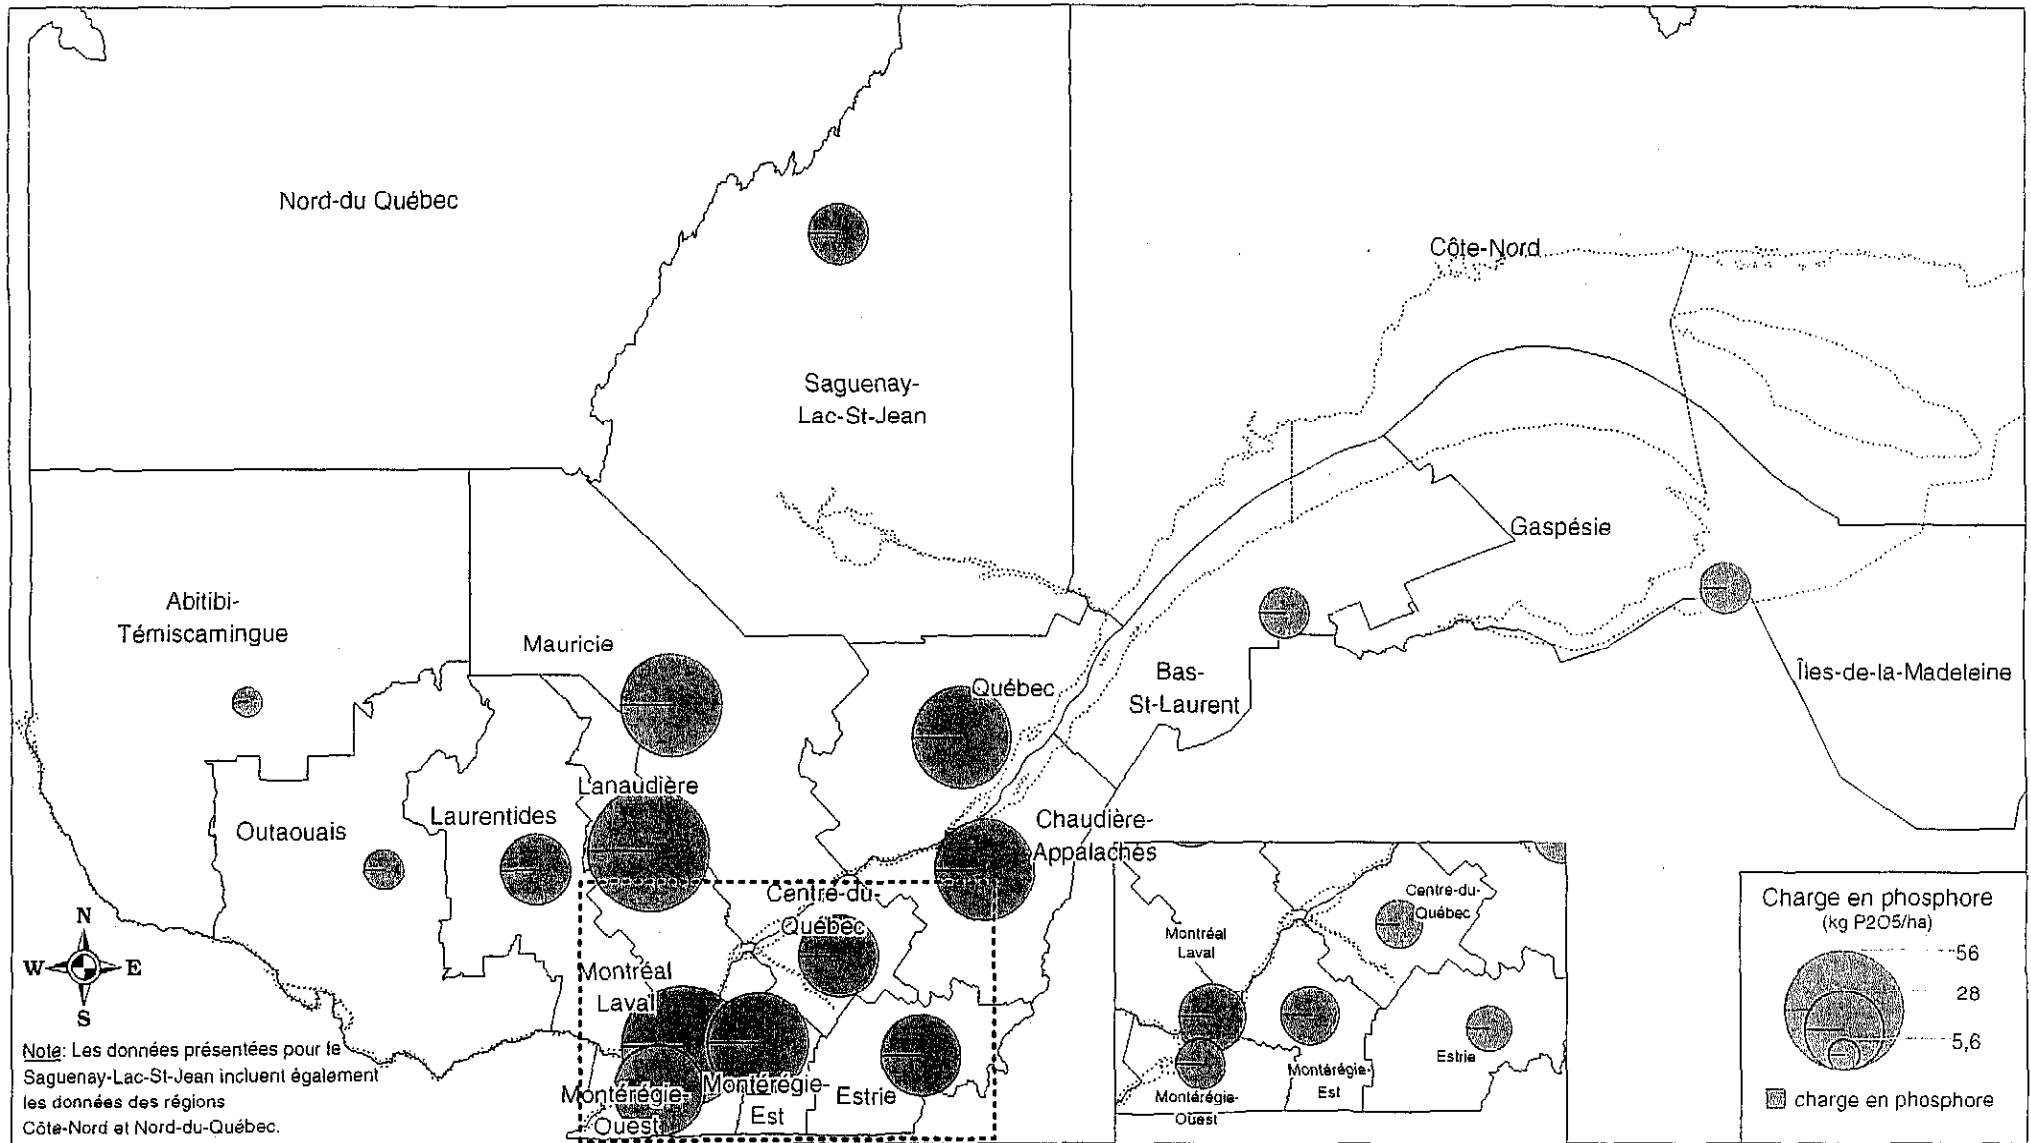 Nord-du Québec
Côte-Nord
Saguenay-
Lac-St-Jean
Gaspésie
Abitibi-
Témiscamingue
Mauricie
Bas-
St-Laurent
Îles-de-la-Madeleine
Québec
Lanaudière
Laurentides
Outaouais
Chaudière-
Appalaches
Centre-du-
Québec
Montréal
Laval
Montérégie-
Ouest
Montérégie-
Est
Estrie
N
W E
S
Note: Les données présentées pour le
Saguenay-Lac-St-Jean incluent également
les données des régions
Côte-Nord et Nord-du-Québec.
Centre-du-
Québec
Montréal
Laval
Montérégie-
Est
Estrie
Montérégie-
Ouest
Charge en phosphore
(kg P2O5/ha)
56
28
5,6
charge en phosphore